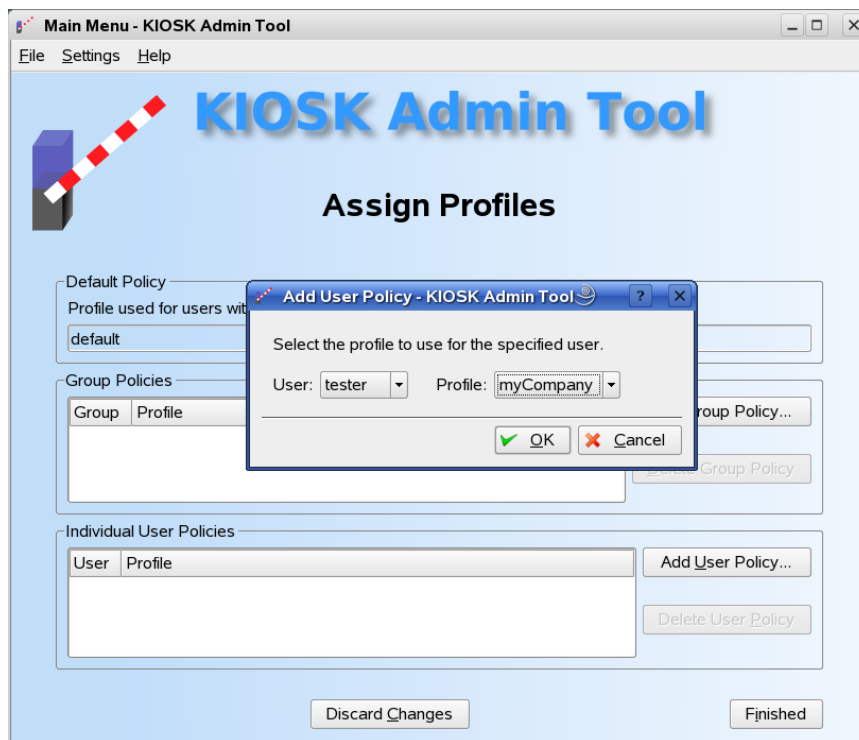 Main Menu - KIOSK Admin Tool
File Settings Help
KIOSK Admin Tool
Assign Profiles
Default Policy
Profile used for users wit
default
Add User Policy - KIOSK Admin Tool
?
Select the profile to use for the specified user.
User: tester Profile: myCompany
OK Cancel
Group Policies
Group Profile
roup Policy...
Delete Group Policy
Individual User Policies
User Profile
Add User Policy...
Delete User Policy
Discard Changes Finished